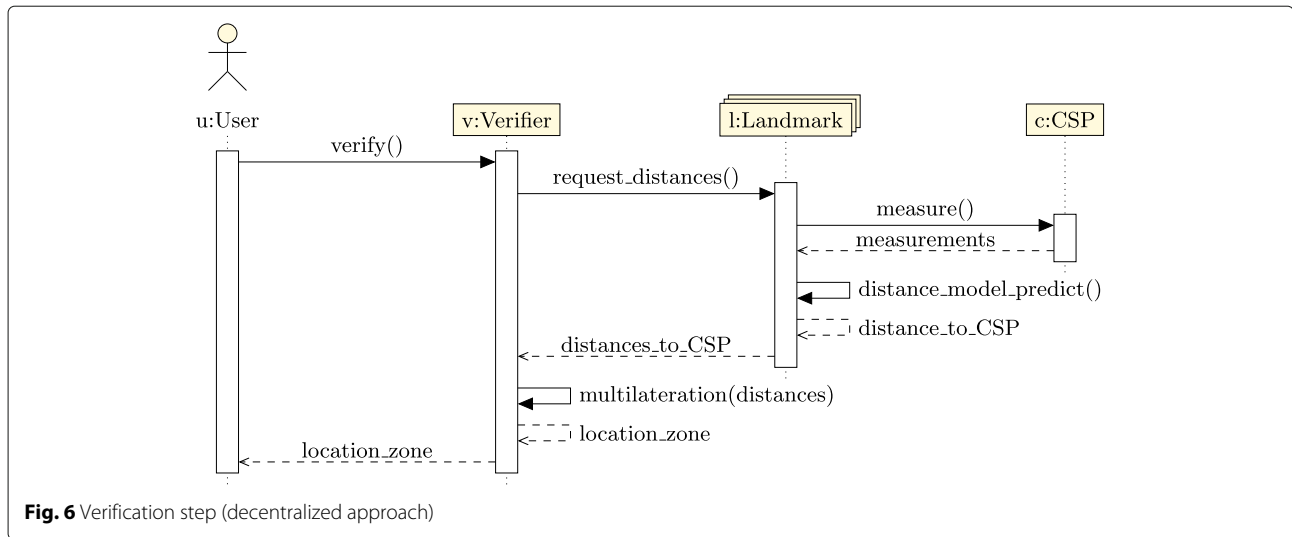 u:User
v:Verifier
l:Landmark
c:CSP
verify()
request_distances()
measure()
measurements
distance_model_predict()
distance_to_CSP
distances_to_CSP
multilateration(distances)
location_zone
location_zone
Fig. 6 Verification step (decentralized approach)